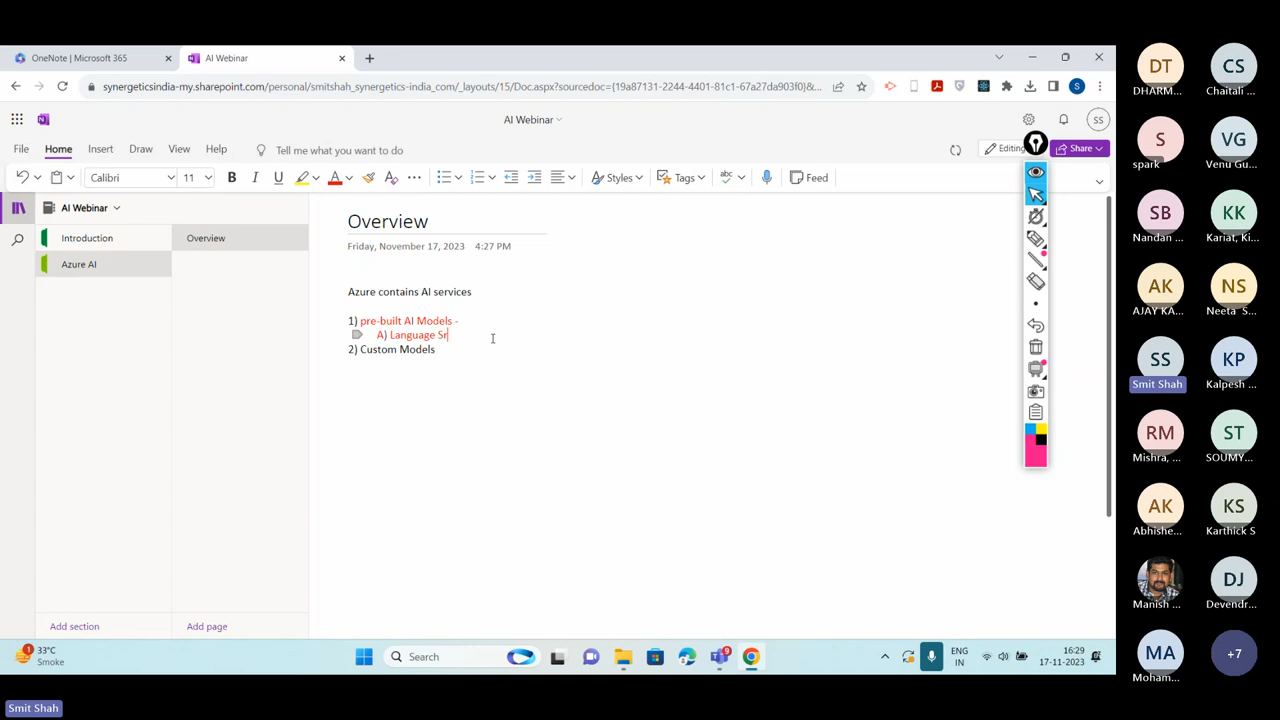 OneNote | Microsoft 365
AI Webinar
synergeticsindia-my.sharepoint.com/personal/smitshah_synergetics-india_com/_layouts/15/Doc.aspx?sourcedoc={19a87131-2244-4401-81c1-67a27da903f0}&...
S
AI Webinar
SS
File Home Insert Draw View Help Tell me what you want to do
Editing
Share
Calibri 11 B I U A A Styles Tags abc Feed
AI Webinar
Introduction
Azure AI
Overview
Add section
Add page
Overview
Friday, November 17, 2023 4:27 PM
Azure contains AI services
1) pre-built AI Models -
A) Language Sr
2) Custom Models
1
33°C
Smoke
Search
9
ENG
IN
16:29
17-11-2023
DT
DHARM...
CS
Chaitali ...
S
spark
VG
Venu Gu...
SB
Nandan ...
KK
Kariat, Ki...
AK
AJAY KA...
NS
Neeta S...
SS
Smit Shah
KP
Kalpesh ...
RM
Mishra, ...
ST
SOUMY...
AK
Abhishe...
KS
Karthick S
Manish ...
DJ
Devendr...
MA
Moham...
+7
Smit Shah